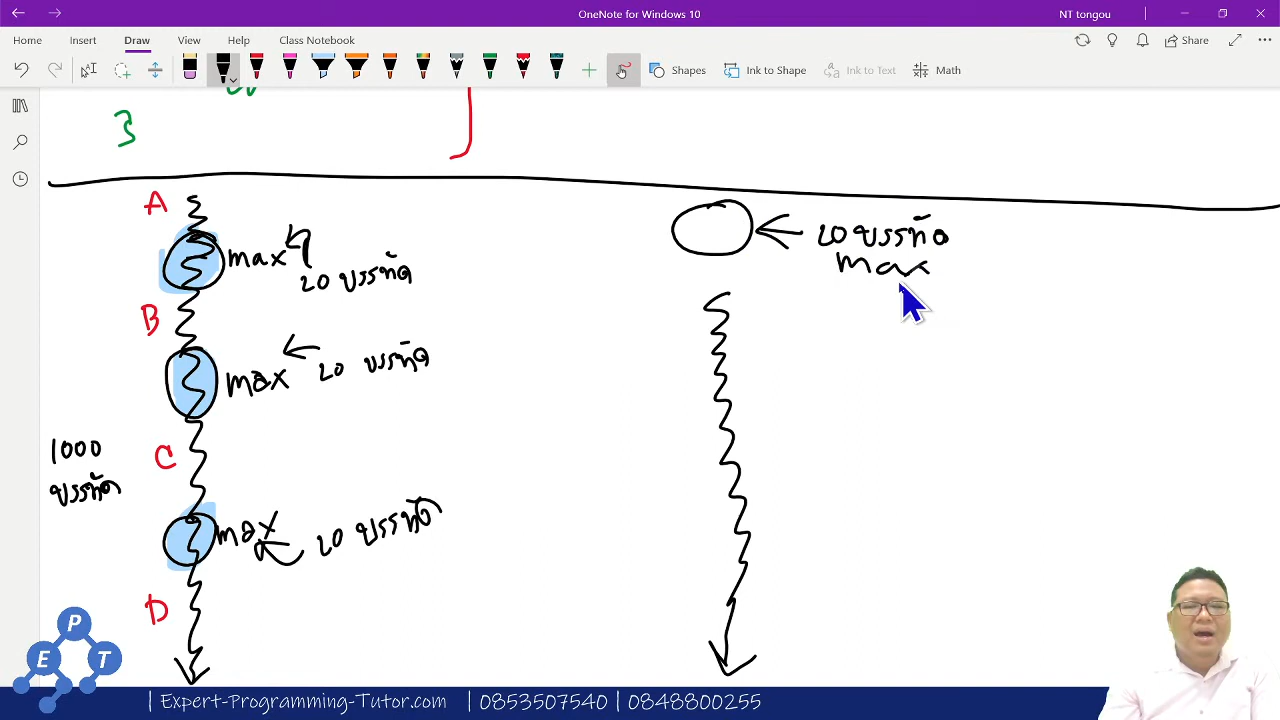 OneNote for Windows 10
NT tongou
Home Insert Draw View Help Class Notebook
Share
Shapes
Ink to Shape
Ink to Text
Math
3
A
max
20 บรรทัด
B
max
20 บรรทัด
1000
บรรทัด
C
max
20 บรรทัด
D
20 บรรทัด
max
P
E T
| Expert-Programming-Tutor.com | 0853507540 | 0848800255